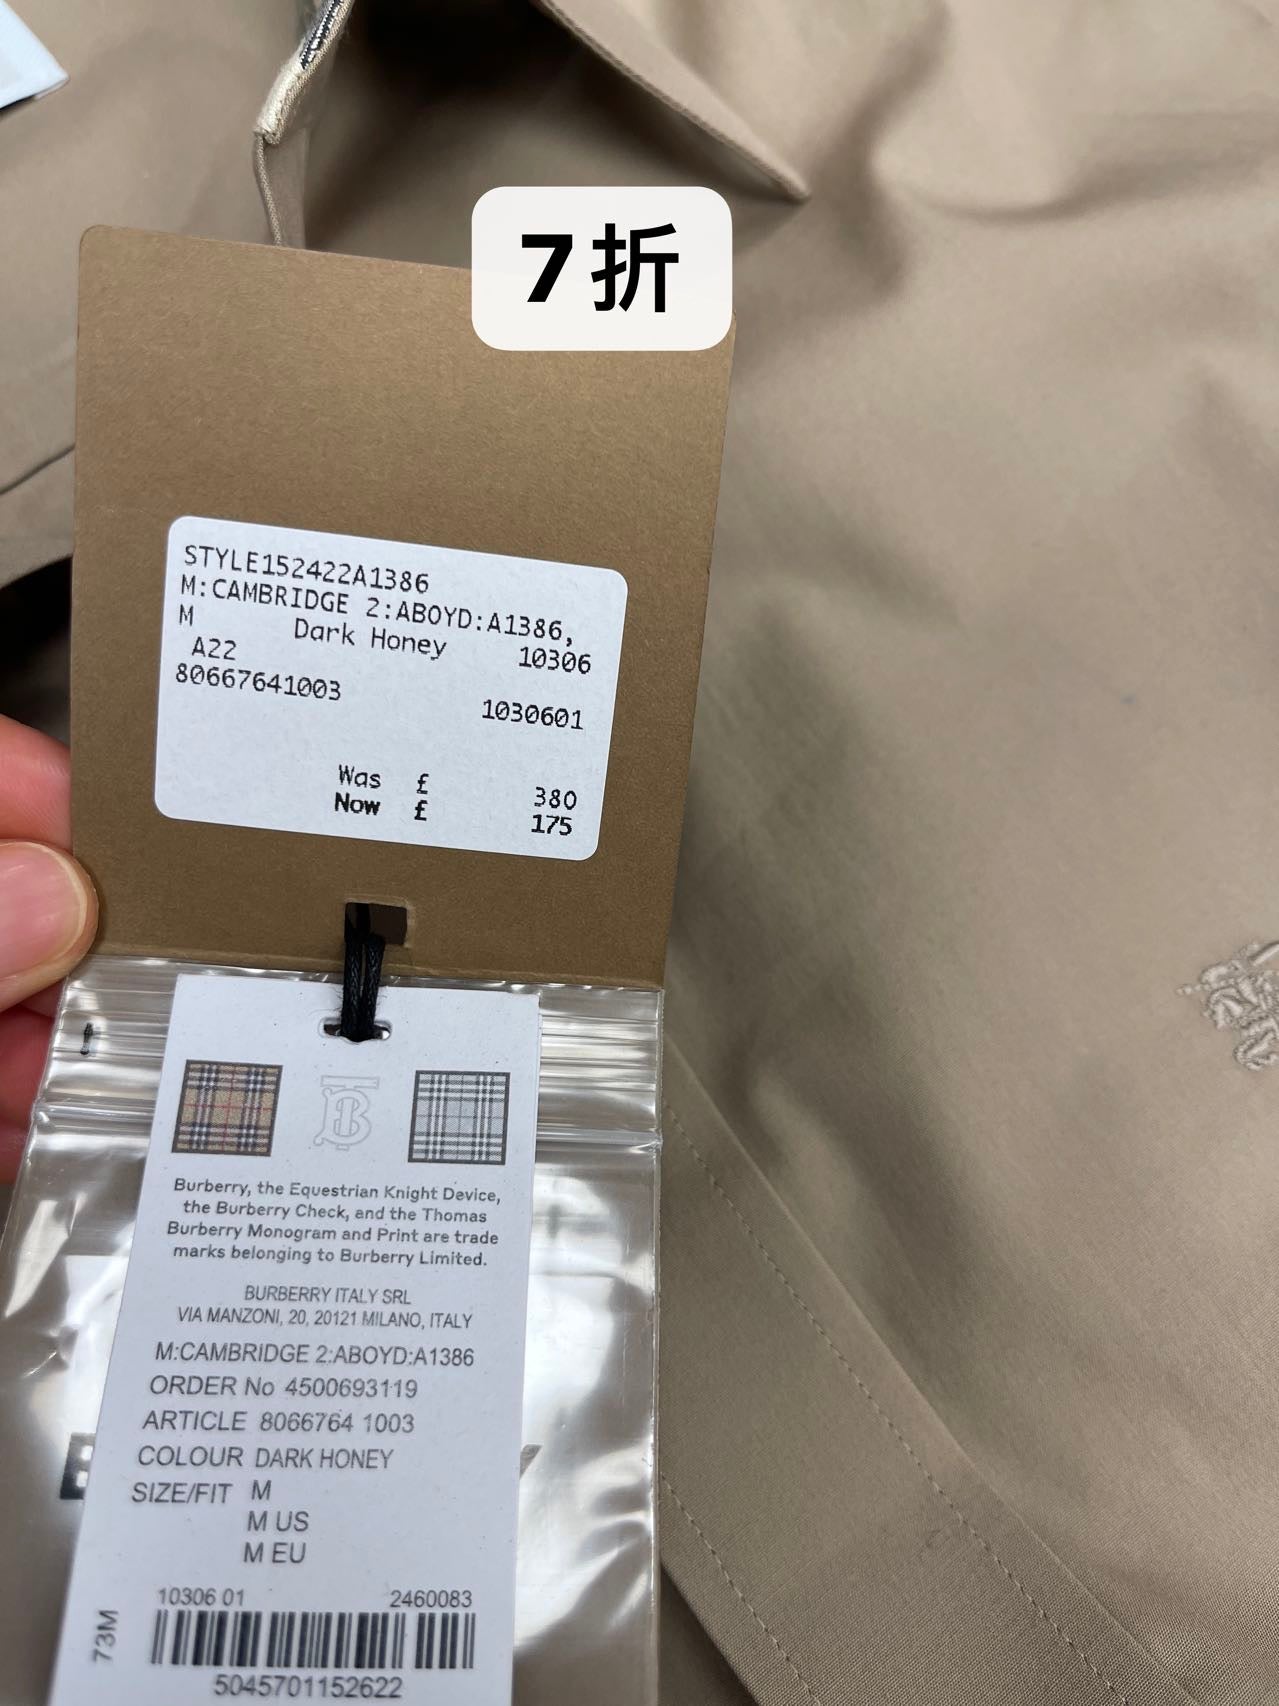 7折
STYLE152422A1386
M:CAMBRIDGE 2:ABOYD:A1386,
M Dark Honey 10306
A22
80667641003 1030601
Was £ 380
Now £ 175
Burberry, the Equestrian Knight Device,
the Burberry Check, and the Thomas
Burberry Monogram and Print are trade
marks belonging to Burberry Limited.
BURBERRY ITALY SRL
VIA MANZONI, 20, 20121 MILANO, ITALY
M:CAMBRIDGE 2:ABOYD:A1386
ORDER No 4500693119
ARTICLE 8066764 1003
COLOUR DARK HONEY
SIZE/FIT M
M US
M EU
10306 01 2460083
73M
5045701152622